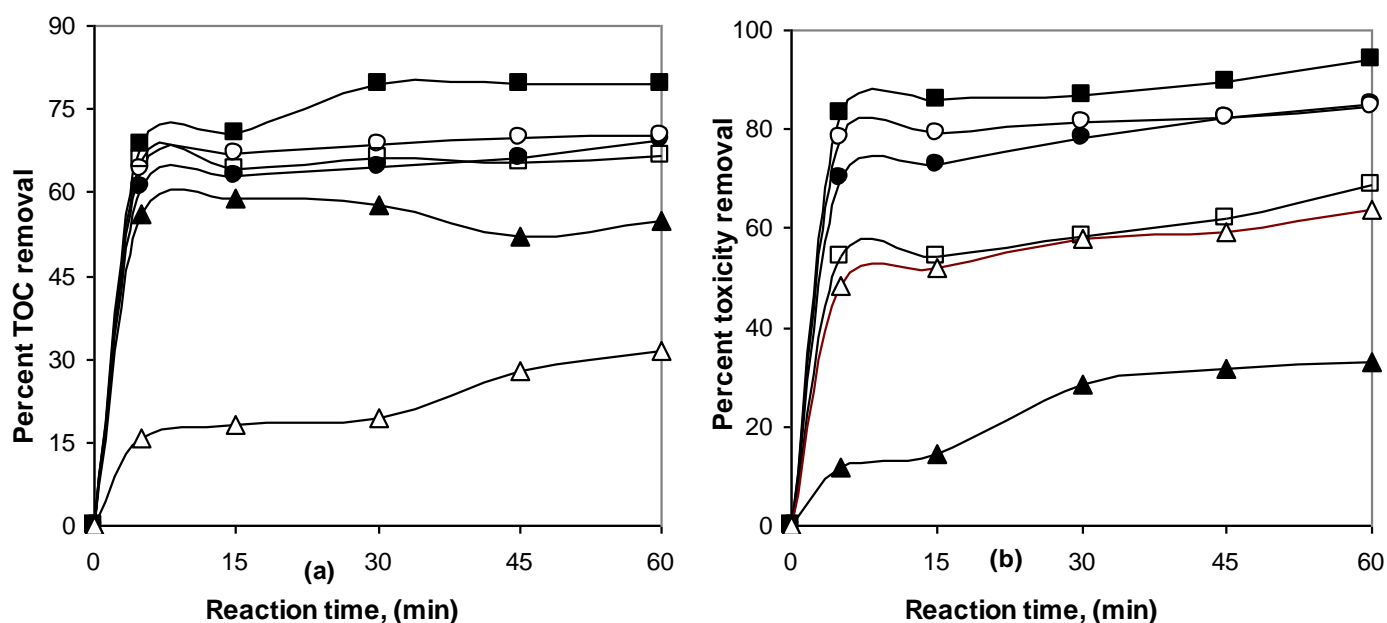 Percent TOC removal
90
75
60
45
30
15
0
0 15 30 45 60
(a)
Reaction time, (min)
Percent toxicity removal
100
80
60
40
20
0
0 15 30 45 60
(b)
Reaction time, (min)